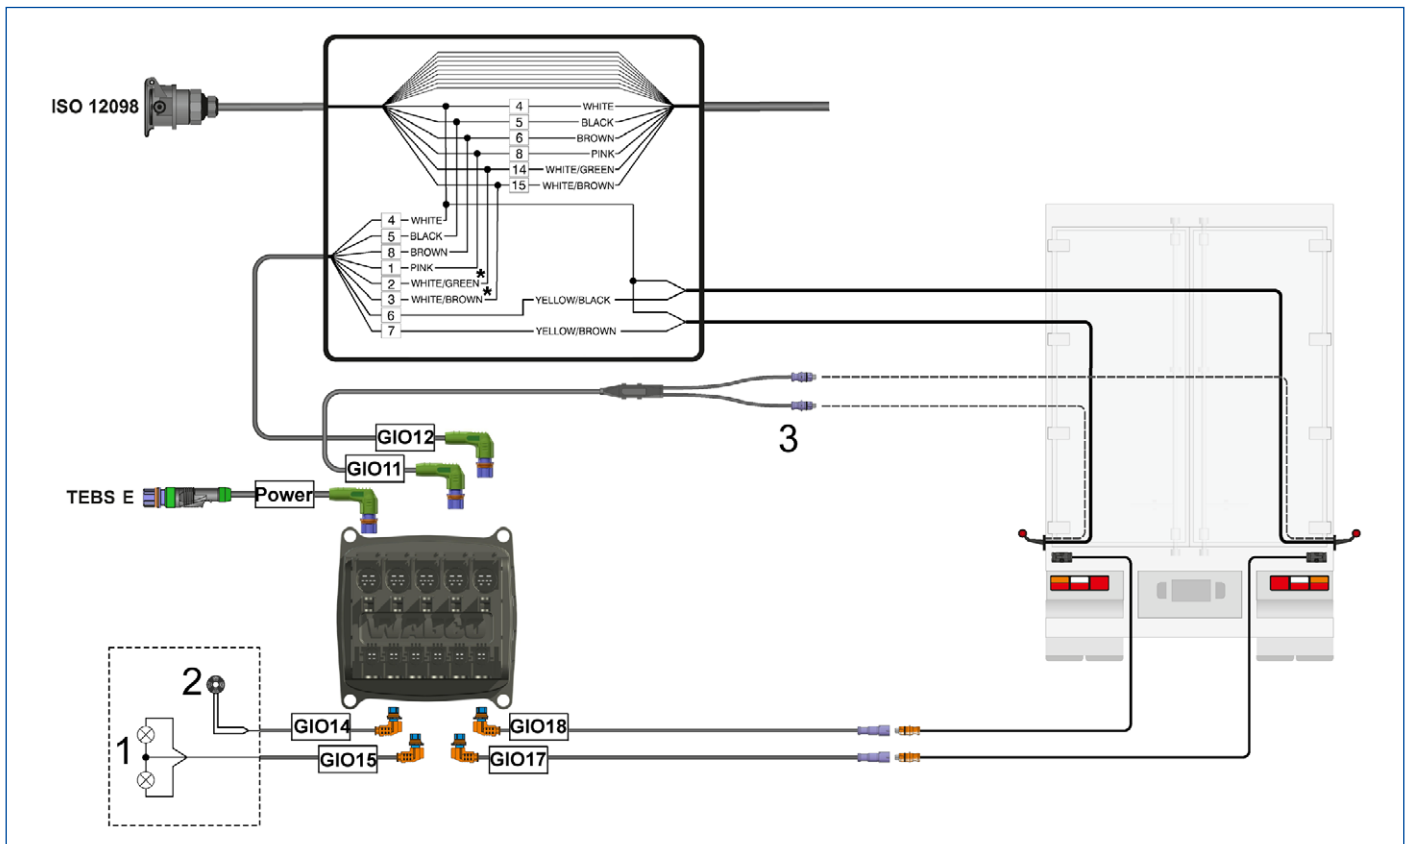 ISO 12098
4 WHITE
5 BLACK
6 BROWN
8 PINK
14 WHITE/GREEN
15 WHITE/BROWN
4 WHITE
5 BLACK
8 BROWN
1 PINK *
2 WHITE/GREEN *
3 WHITE/BROWN
6 YELLOW/BLACK
7 YELLOW/BROWN
3
GIO12
GIO11
TEBS E Power
2
1
GIO14
GIO15
GIO18
GIO17